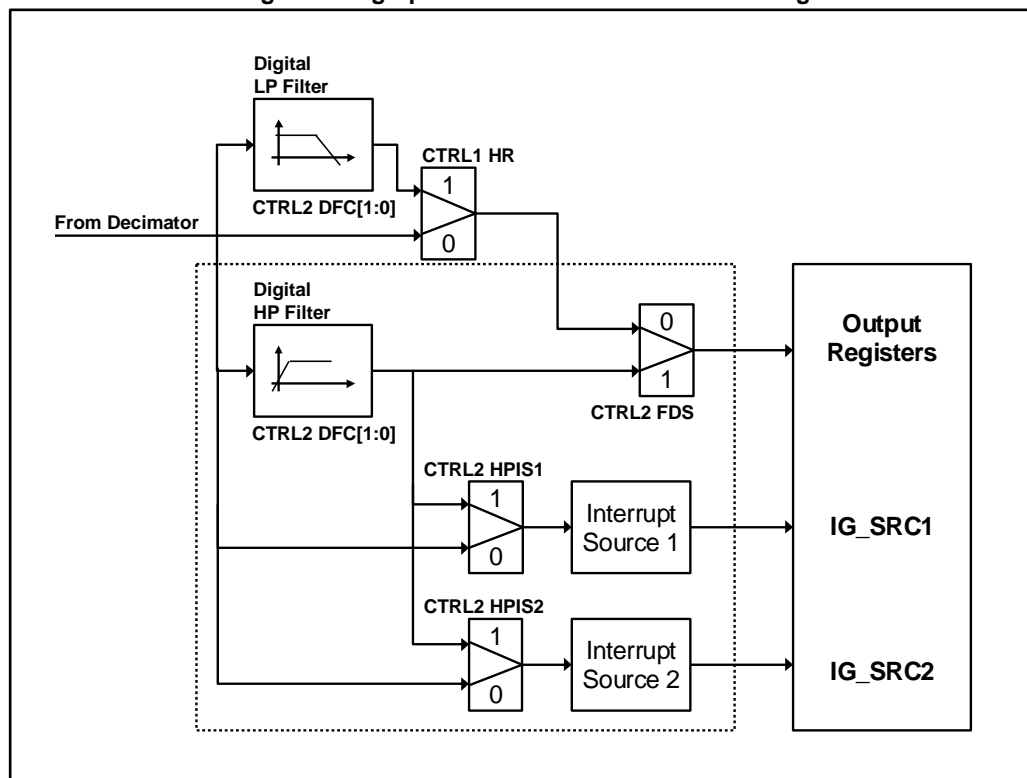 Digital
LP Filter
CTRL2 DFC[1:0]
CTRL1 HR
1
0
From Decimator
Digital
HP Filter
CTRL2 DFC[1:0]
0
1
CTRL2 FDS
Output
Registers
CTRL2 HPIS1
1
0
Interrupt
Source 1
IG_SRC1
CTRL2 HPIS2
1
0
Interrupt
Source 2
IG_SRC2